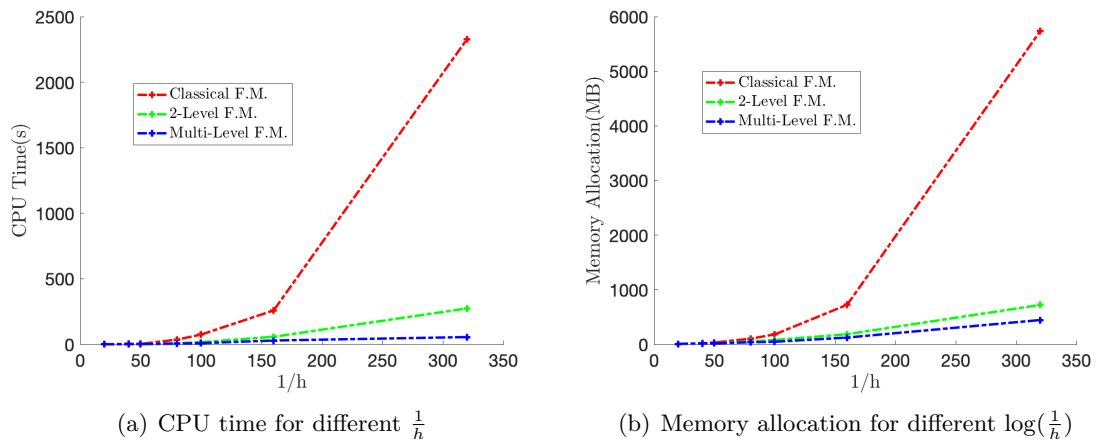 2500
2000
1500
1000
500
0
CPU Time(s)
Classical F.M.
2-Level F.M.
Multi-Level F.M.
0 50 100 150 200 250 300 350
1/h
(a) CPU time for different 1/h
6000
5000
4000
3000
2000
1000
0
Memory Allocation(MB)
Classical F.M.
2-Level F.M.
Multi-Level F.M.
0 50 100 150 200 250 300 350
1/h
(b) Memory allocation for different log(1/h)